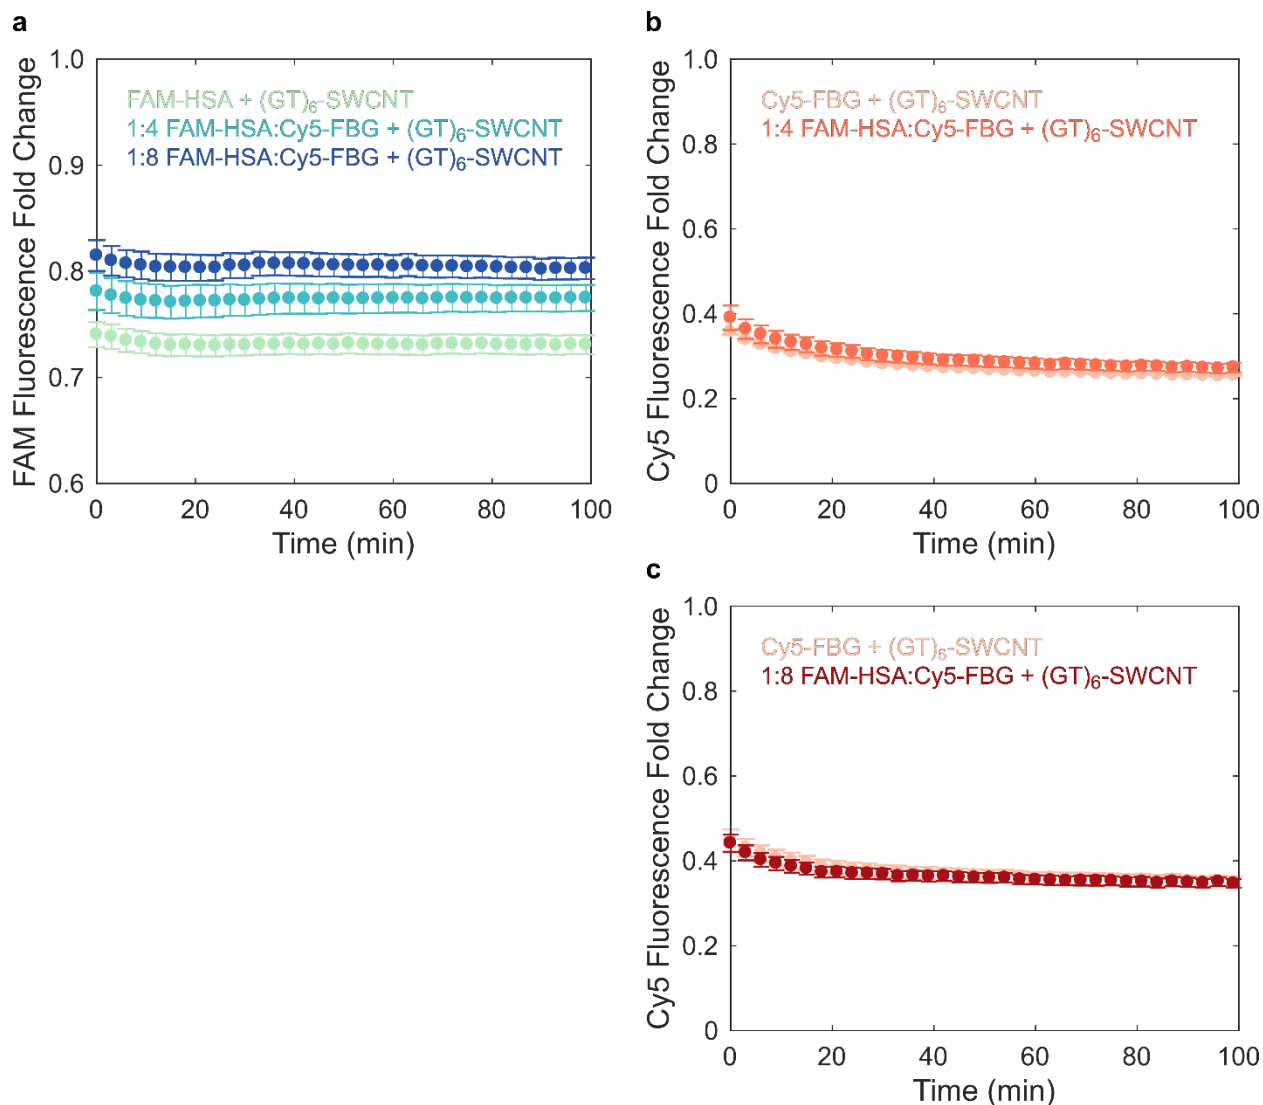 a
FAM Fluorescence Fold Change
1.0
0.9
0.8
0.7
0.6
FAM-HSA + (GT)₆-SWCNT
1:4 FAM-HSA:Cy5-FBG + (GT)₆-SWCNT
1:8 FAM-HSA:Cy5-FBG + (GT)₆-SWCNT
0 20 40 60 80 100
Time (min)
b
Cy5 Fluorescence Fold Change
1.0
0.8
0.6
0.4
0.2
0
Cy5-FBG + (GT)₆-SWCNT
1:4 FAM-HSA:Cy5-FBG + (GT)₆-SWCNT
0 20 40 60 80 100
Time (min)
c
Cy5 Fluorescence Fold Change
1.0
0.8
0.6
0.4
0.2
0
Cy5-FBG + (GT)₆-SWCNT
1:8 FAM-HSA:Cy5-FBG + (GT)₆-SWCNT
0 20 40 60 80 100
Time (min)